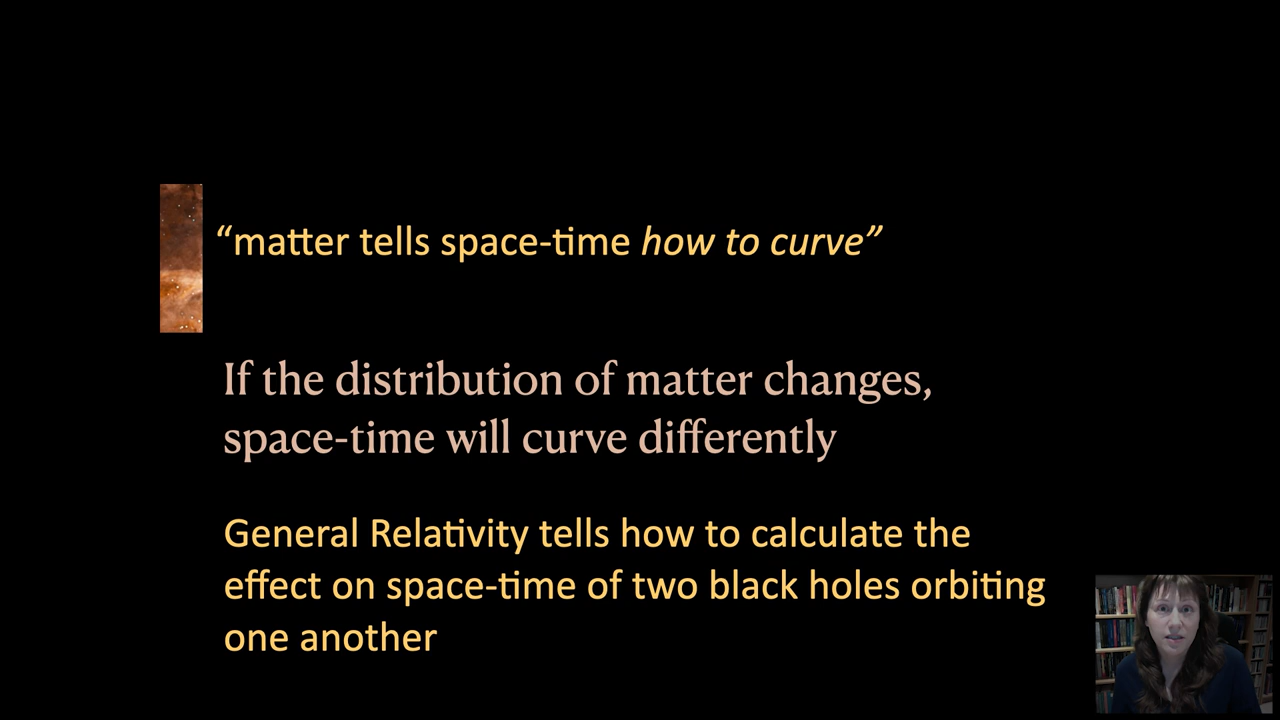 “matter tells space-time how to curve”
If the distribution of matter changes,
space-time will curve differently
General Relativity tells how to calculate the
effect on space-time of two black holes orbiting
one another